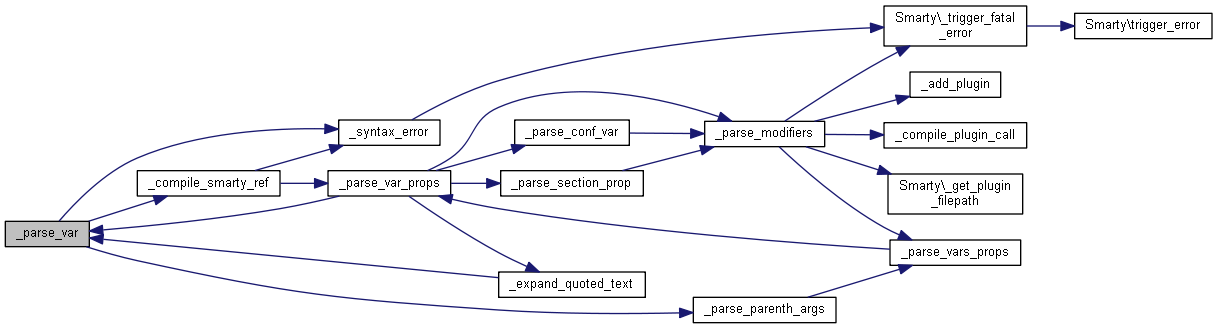 Smarty\_trigger_fatal
_error
Smarty\trigger_error
_add_plugin
_syntax_error
_parse_conf_var
_parse_modifiers
_compile_plugin_call
_compile_smarty_ref
_parse_var_props
_parse_section_prop
Smarty\_get_plugin
_filepath
_parse_var
_parse_vars_props
_expand_quoted_text
_parse_parenth_args